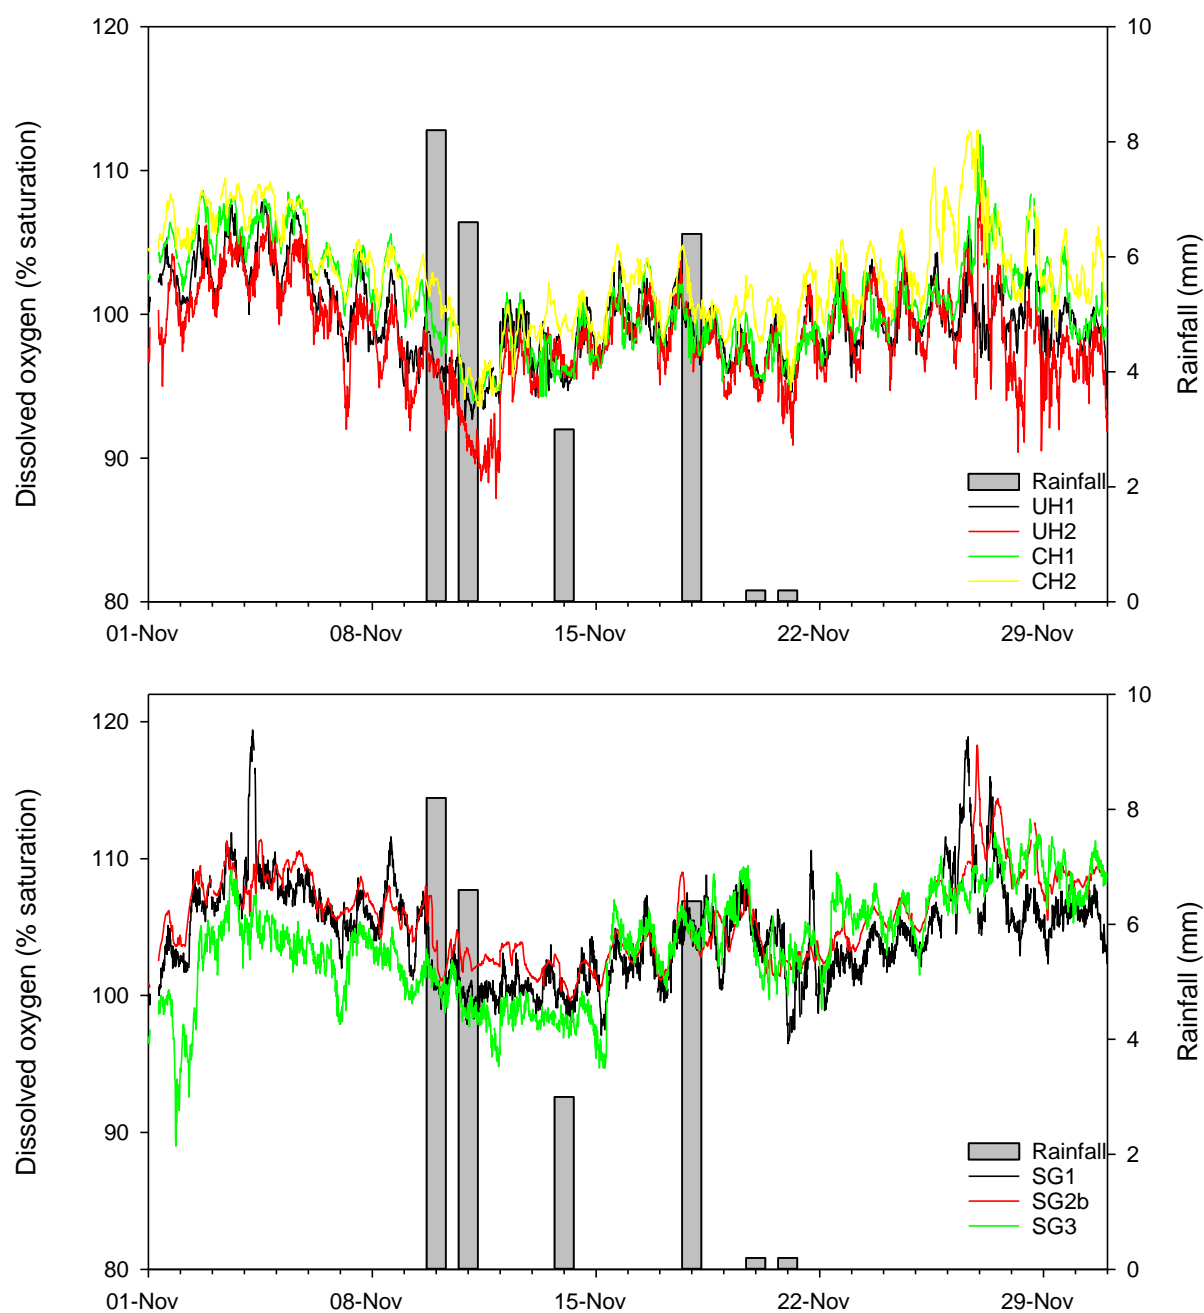 120
110
100
90
80
Dissolved oxygen (% saturation)
10
8
6
4
2
0
Rainfall (mm)
Rainfall
UH1
UH2
CH1
CH2
01-Nov
08-Nov
15-Nov
22-Nov
29-Nov
120
110
100
90
80
Dissolved oxygen (% saturation)
10
8
6
4
2
0
Rainfall (mm)
Rainfall
SG1
SG2b
SG3
01-Nov
08-Nov
15-Nov
22-Nov
29-Nov